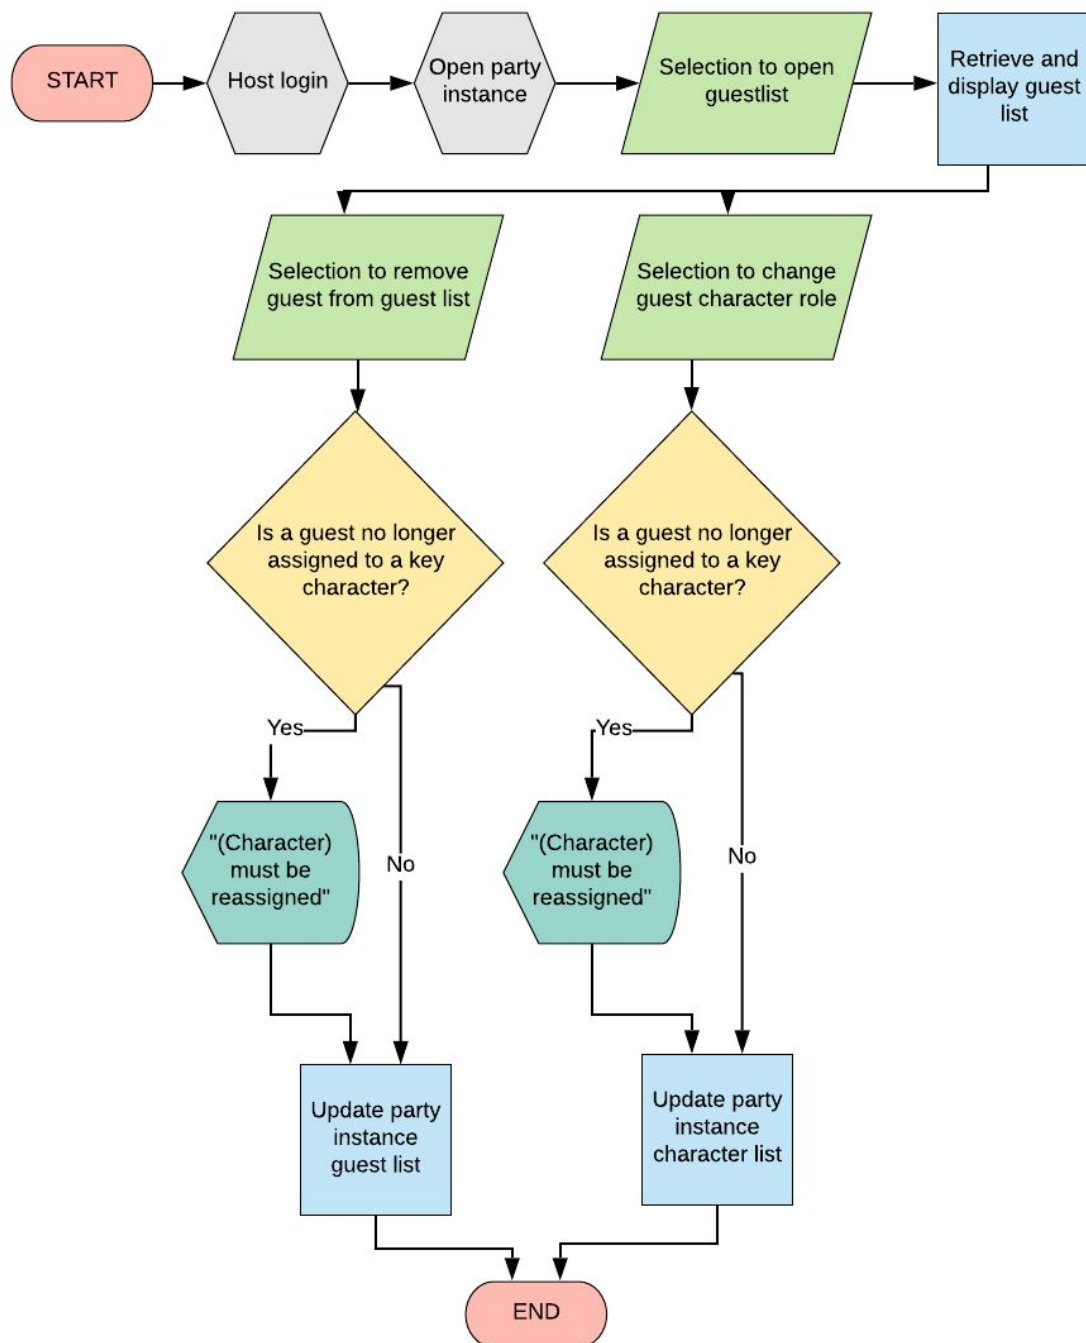 START
Host login
Open party
instance
Selection to open
guestlist
Retrieve and
display guest
list
Selection to remove
guest from guest list
Selection to change
guest character role
Is a guest no longer
assigned to a key
character?
Is a guest no longer
assigned to a key
character?
Yes
Yes
"(Character)
must be
reassigned"
No
"(Character)
must be
reassigned"
No
Update party
instance
guest list
Update party
instance
character list
END